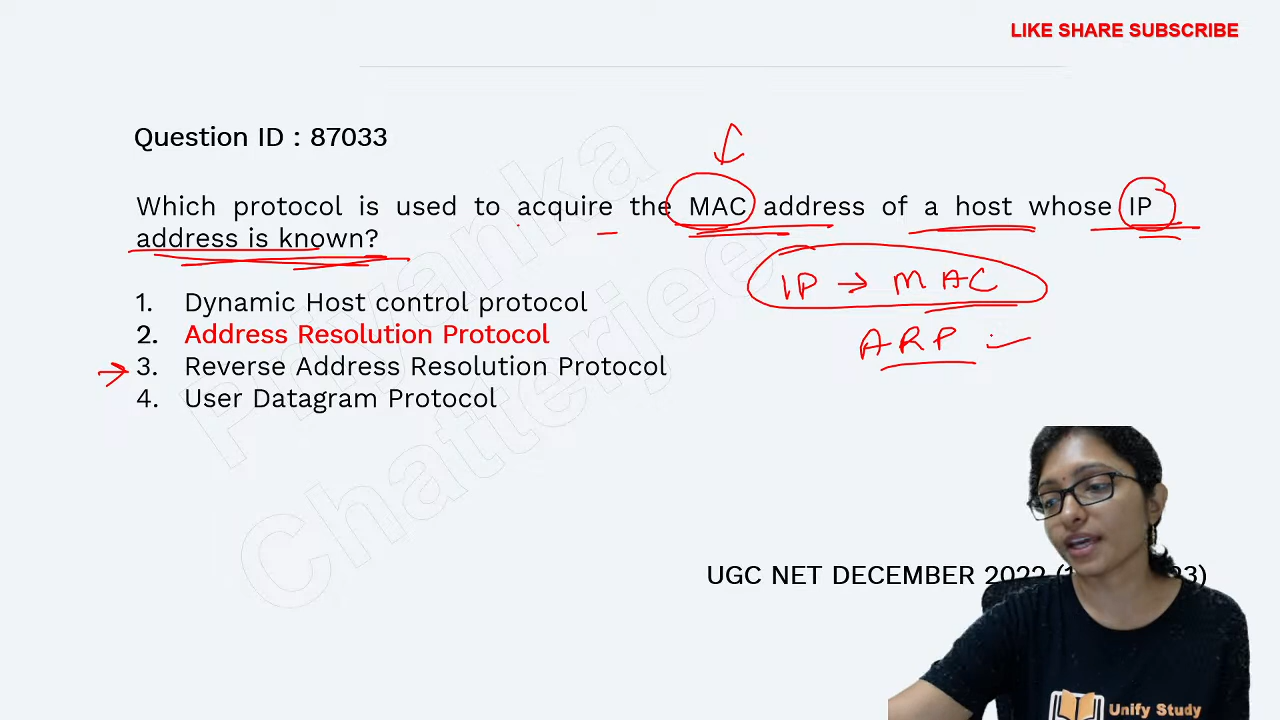 LIKE SHARE SUBSCRIBE
Question ID : 87033
Which protocol is used to acquire the MAC address of a host whose IP
address is known?
IP → MAC
1. Dynamic Host control protocol
2. Address Resolution Protocol
ARP
3. Reverse Address Resolution Protocol
4. User Datagram Protocol
Priyanka
Chatterjee
UGC NET DECEMBER 2022
Unify Study